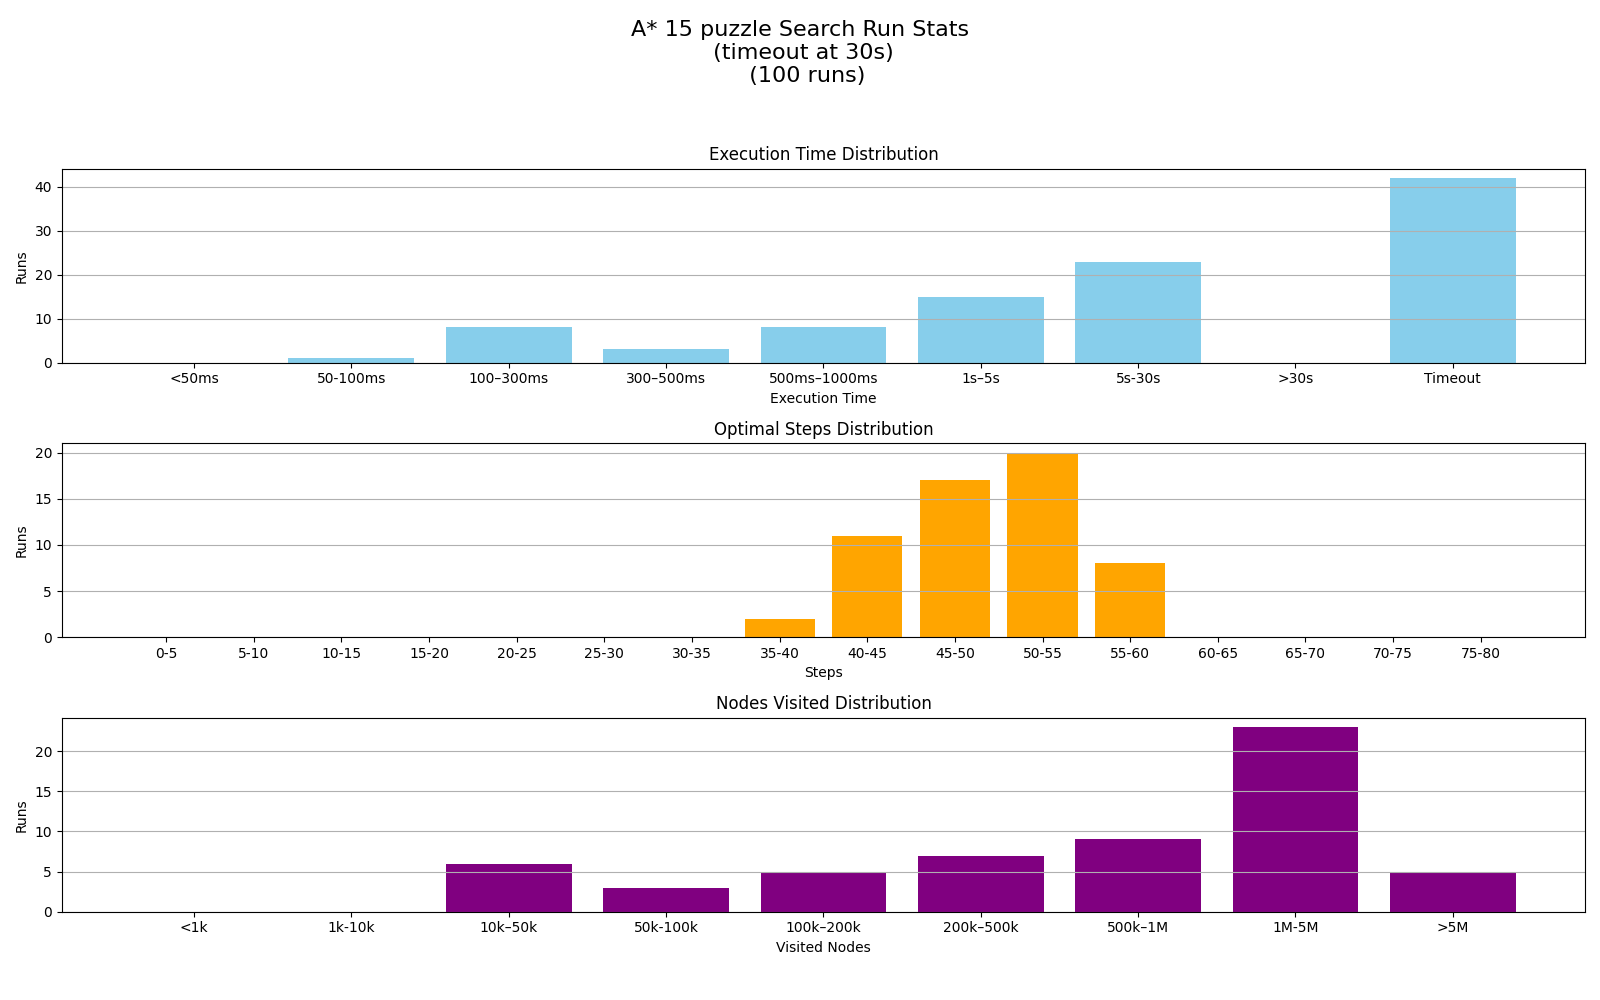 A* 15 puzzle Search Run Stats
(timeout at 30s)
(100 runs)
Execution Time Distribution
Runs
40
30
20
10
0
<50ms 50-100ms 100–300ms 300–500ms 500ms–1000ms 1s–5s 5s-30s >30s Timeout
Execution Time
Optimal Steps Distribution
Runs
20
15
10
5
0
0-5 5-10 10-15 15-20 20-25 25-30 30-35 35-40 40-45 45-50 50-55 55-60 60-65 65-70 70-75 75-80
Steps
Nodes Visited Distribution
Runs
20
15
10
5
0
<1k 1k-10k 10k–50k 50k-100k 100k–200k 200k–500k 500k–1M 1M-5M >5M
Visited Nodes